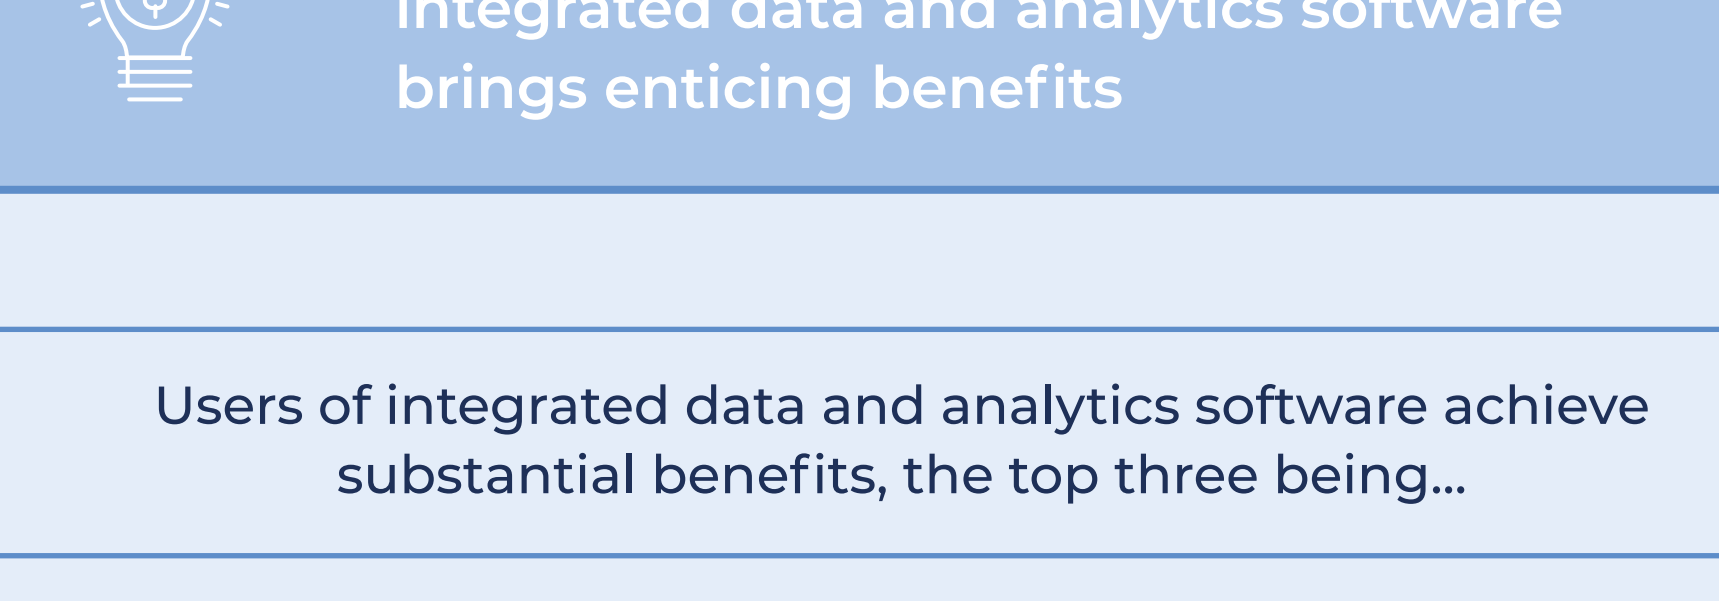 Integrated data and analytics software
brings enticing benefits
Users of integrated data and analytics software achieve
substantial benefits, the top three being...